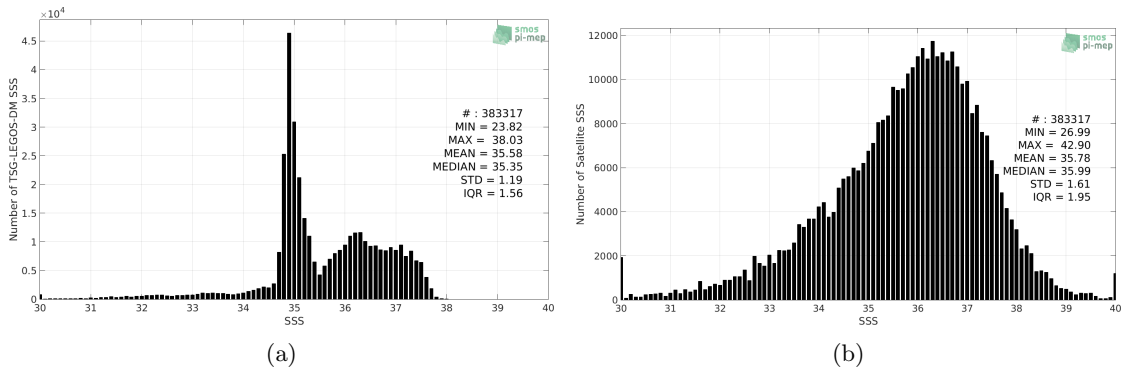 ×10⁴
4.5
4
3.5
3
2.5
2
1.5
1
0.5
0
Number of TSG-LEGOS-DM SSS
smos
pi-mep
# : 383317
MIN = 23.82
MAX = 38.03
MEAN = 35.58
MEDIAN = 35.35
STD = 1.19
IQR = 1.56
30 31 32 33 34 35 36 37 38 39 40
SSS
(a)
12000
10000
8000
6000
4000
2000
0
Number of Satellite SSS
smos
pi-mep
# : 383317
MIN = 26.99
MAX = 42.90
MEAN = 35.78
MEDIAN = 35.99
STD = 1.61
IQR = 1.95
30 31 32 33 34 35 36 37 38 39 40
SSS
(b)